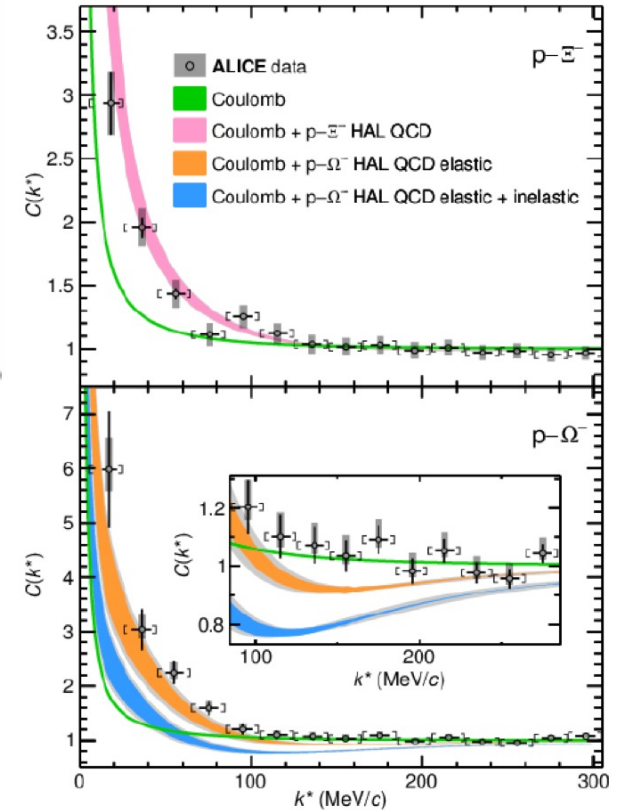 3.5
p–Ξ⁻
ALICE data
3
Coulomb
Coulomb + p–Ξ⁻ HAL QCD
2.5
Coulomb + p–Ω⁻ HAL QCD elastic
Coulomb + p–Ω⁻ HAL QCD elastic + inelastic
C(k*)
2
1.5
1
7
p–Ω⁻
6
5
1.2
C(k*)
1
4
C(k*)
0.8
3
100
200
k* (MeV/c)
2
1
0
100
200
300
k* (MeV/c)